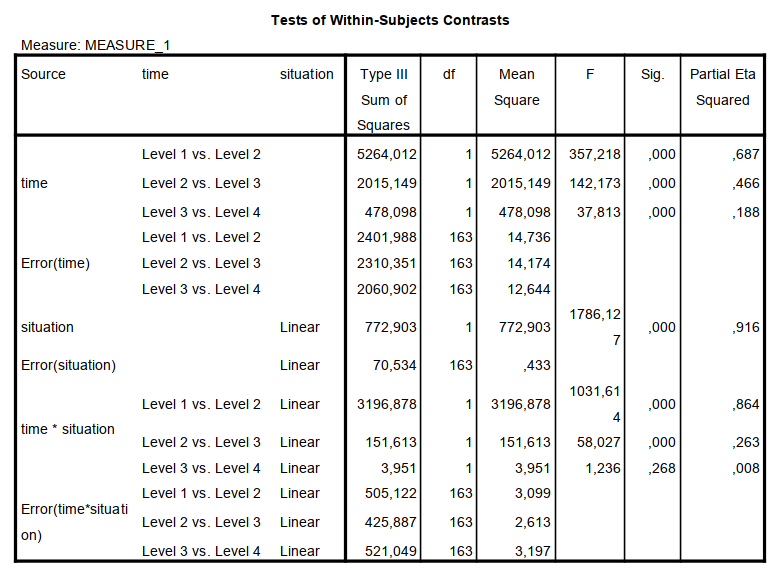 Tests of Within-Subjects Contrasts
Measure: MEASURE_1
Source time situation Type III Sum of Squares df Mean Square F Sig. Partial Eta Squared
time Level 1 vs. Level 2 5264,012 1 5264,012 357,218 ,000 ,687
Level 2 vs. Level 3 2015,149 1 2015,149 142,173 ,000 ,466
Level 3 vs. Level 4 478,098 1 478,098 37,813 ,000 ,188
Error(time) Level 1 vs. Level 2 2401,988 163 14,736
Level 2 vs. Level 3 2310,351 163 14,174
Level 3 vs. Level 4 2060,902 163 12,644
situation Linear 772,903 1 772,903 1786,127 ,000 ,916
Error(situation) Linear 70,534 163 ,433
time * situation Level 1 vs. Level 2 Linear 3196,878 1 3196,878 1031,614 ,000 ,864
Level 2 vs. Level 3 Linear 151,613 1 151,613 58,027 ,000 ,263
Level 3 vs. Level 4 Linear 3,951 1 3,951 1,236 ,268 ,008
Error(time*situation) Level 1 vs. Level 2 Linear 505,122 163 3,099
Level 2 vs. Level 3 Linear 425,887 163 2,613
Level 3 vs. Level 4 Linear 521,049 163 3,197